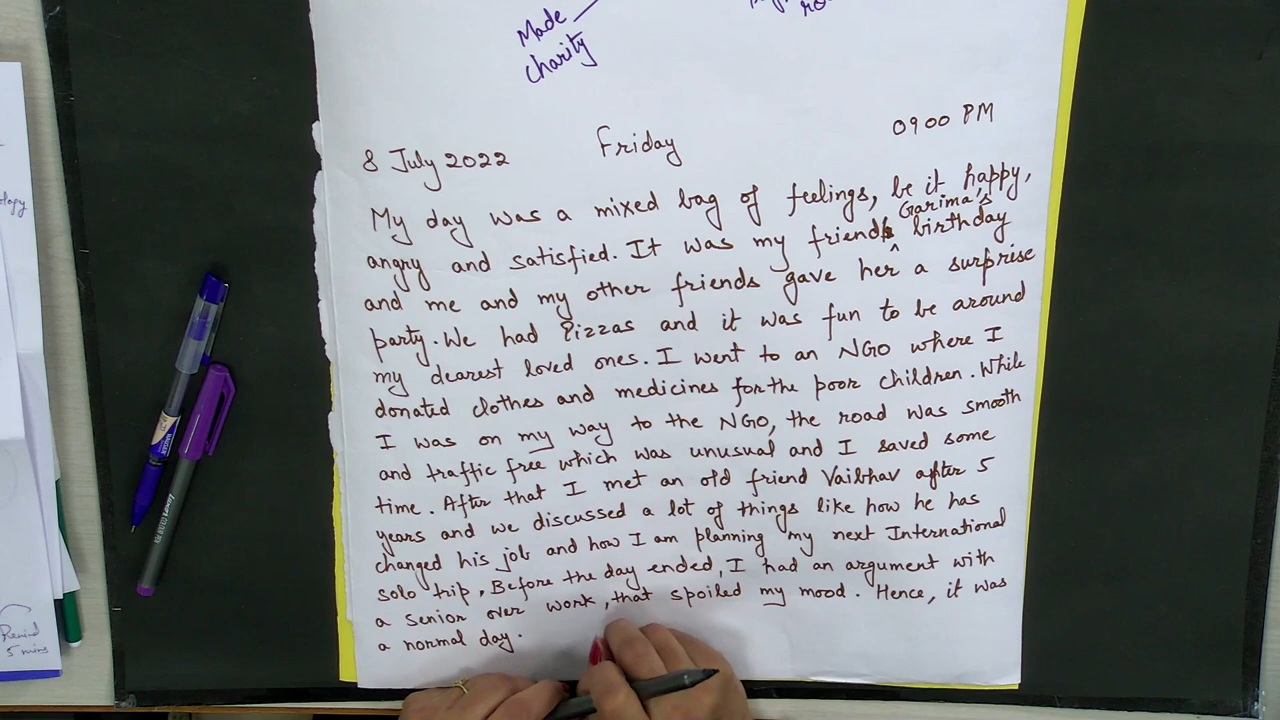 Made
charity
8 July 2022 Friday 0900 PM
My day was a mixed bag of feelings, be it happy,
angry and satisfied. It was my friend Garima's birthday
and me and my other friends gave her a surprise
party. We had Pizzas and it was fun to be around
my dearest loved ones. I went to an NGO where I
donated clothes and medicines for the poor children. While
I was on my way to the NGO, the road was smooth
and traffic free which was unusual and I saved some
time. After that I met an old friend Vaibhav after 5
years and we discussed a lot of things like how he has
changed his job and how I am planning my next International
solo trip. Before the day ended, I had an argument with
a senior over work, that spoiled my mood. Hence, it was
a normal day.
Remind
5 mins